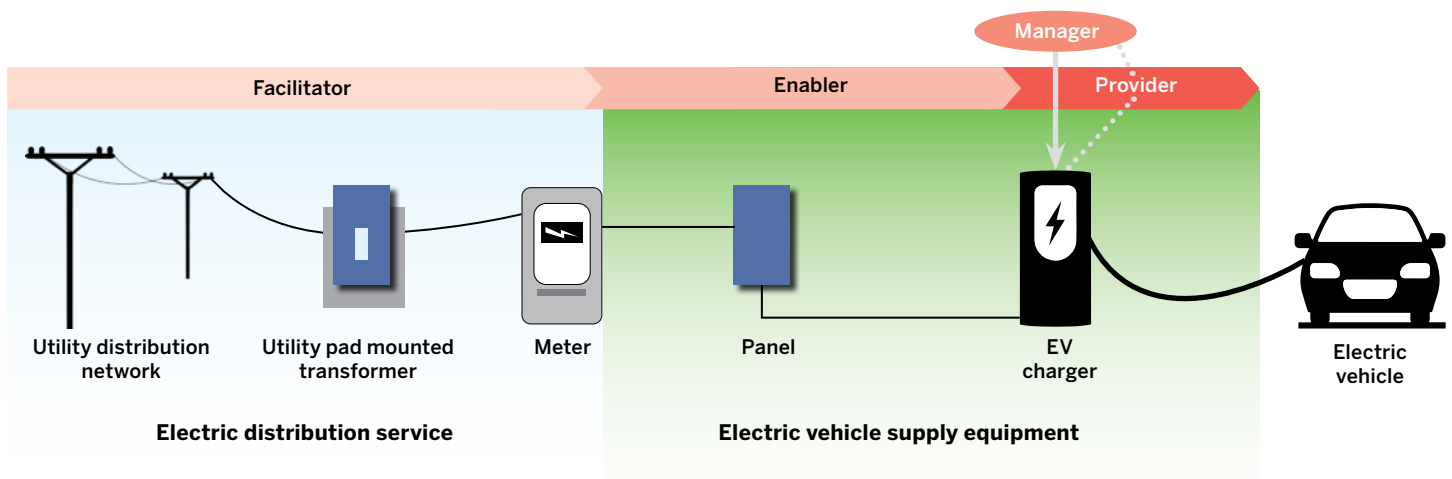 Manager
Facilitator
Enabler
Provider
Utility distribution
network
Utility pad mounted
transformer
Meter
Panel
EV
charger
Electric
vehicle
Electric distribution service
Electric vehicle supply equipment